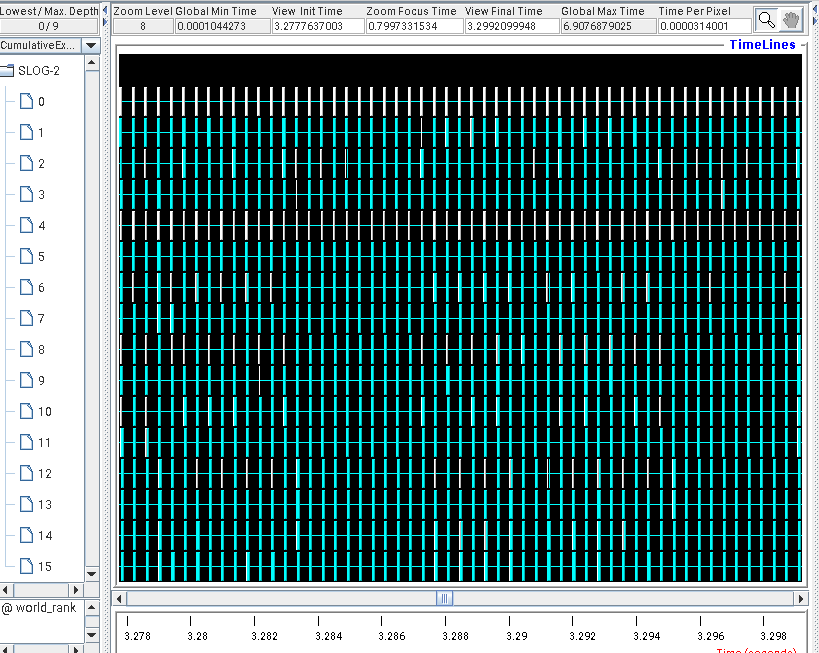 Lowest / Max. Depth Zoom Level Global Min Time View Init Time Zoom Focus Time View Final Time Global Max Time Time Per Pixel
0 / 9 8 0.0001044273 3.2777637003 0.7997331534 3.2992099948 6.9076879025 0.0000314001
CumulativeEx...
TimeLines
SLOG-2
0
1
2
3
4
5
6
7
8
9
10
11
12
13
14
15
@ world_rank
3.278 3.28 3.282 3.284 3.286 3.288 3.29 3.292 3.294 3.296 3.298
Time (seconds)